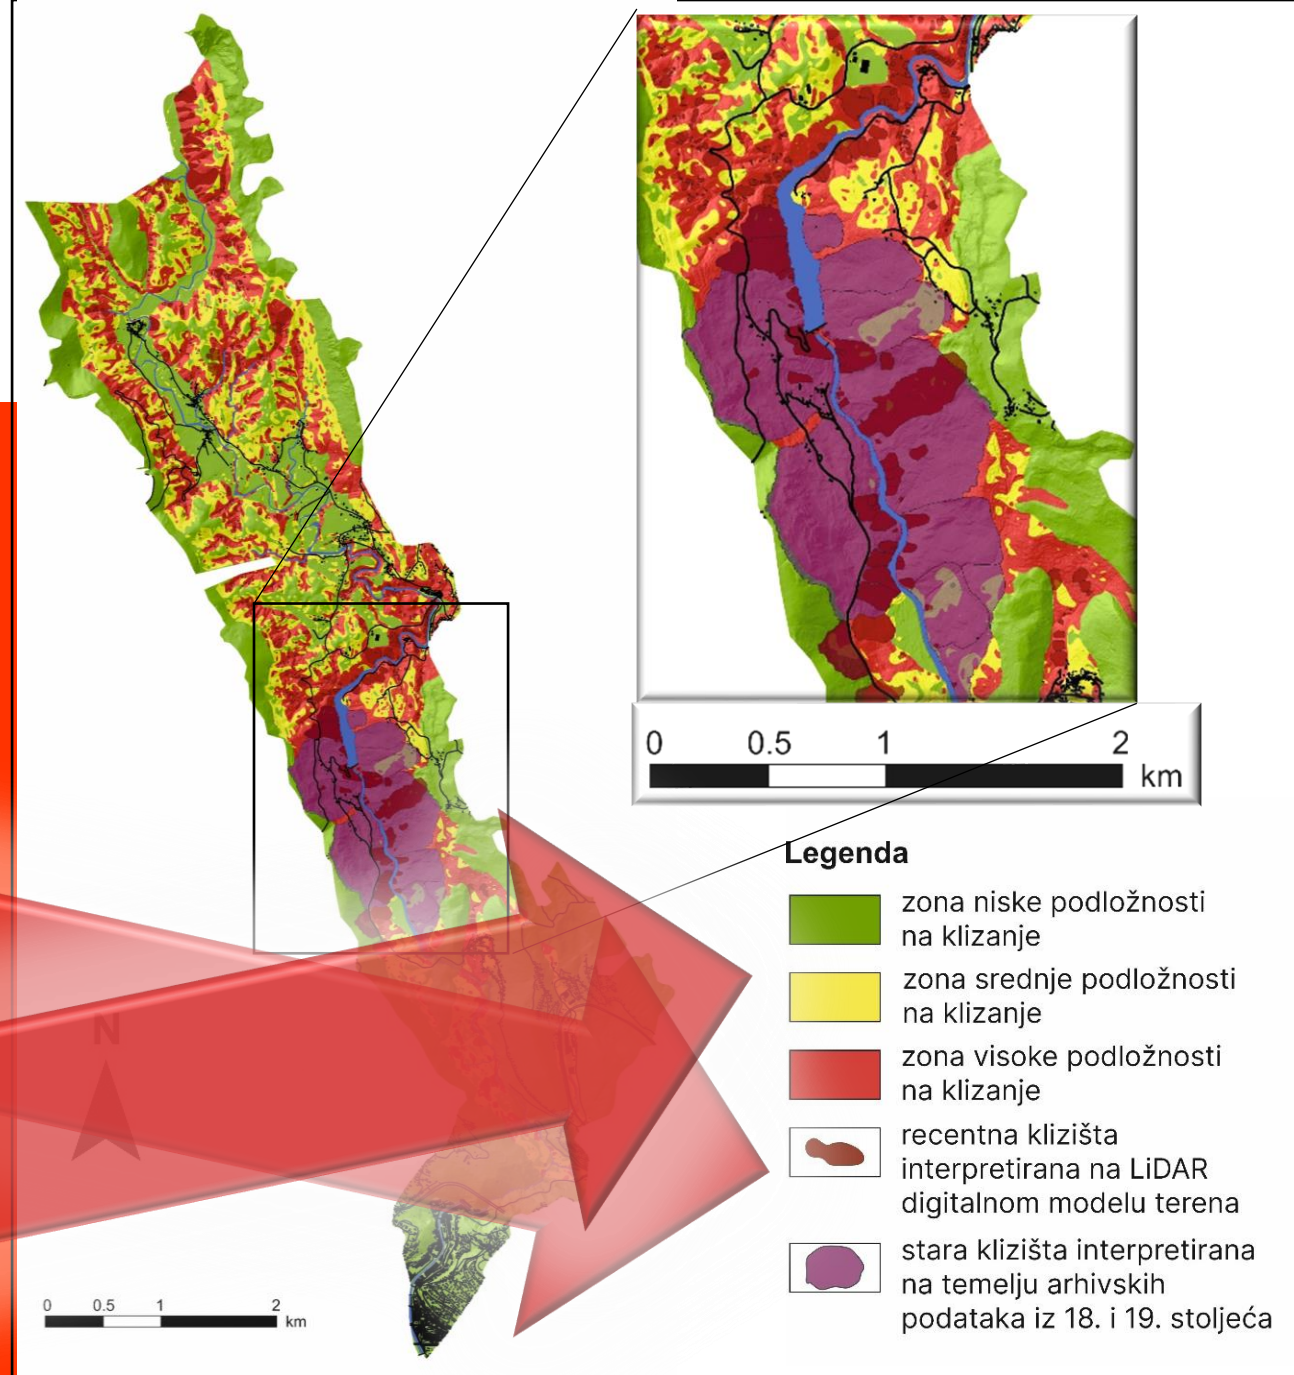 0 0.5 1 2
km
Legenda
zona niske podložnosti
na klizanje
zona srednje podložnosti
na klizanje
zona visoke podložnosti
na klizanje
recentna klizišta
interpretirana na LiDAR
digitalnom modelu terena
stara klizišta interpretirana
na temelju arhivskih
podataka iz 18. i 19. stoljeća
N
0 0.5 1 2
km